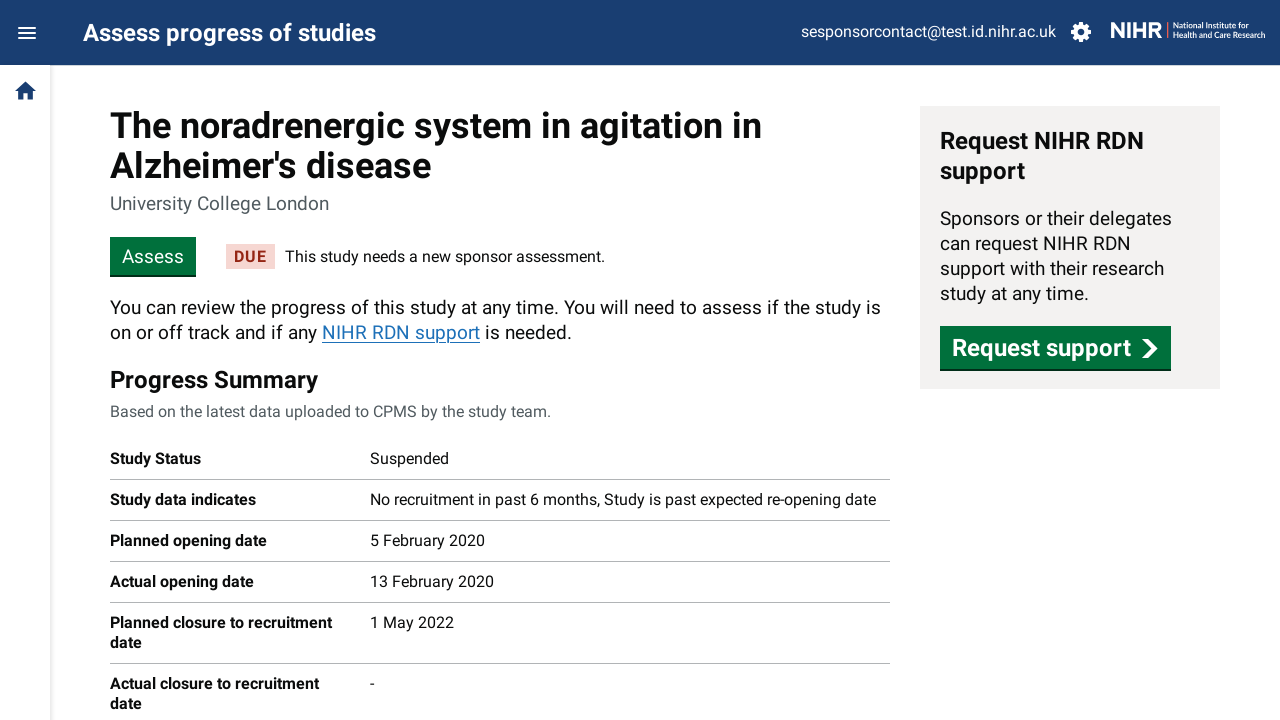 Assess progress of studies
sesponsorcontact@test.id.nihr.ac.uk
NIHR | National Institute for
Health and Care Research
The noradrenergic system in agitation in
Alzheimer's disease
University College London
Assess
DUE This study needs a new sponsor assessment.
You can review the progress of this study at any time. You will need to assess if the study is
on or off track and if any NIHR RDN support is needed.
Progress Summary
Based on the latest data uploaded to CPMS by the study team.
Study Status Suspended
Study data indicates No recruitment in past 6 months, Study is past expected re-opening date
Planned opening date 5 February 2020
Actual opening date 13 February 2020
Planned closure to recruitment 1 May 2022
date
Actual closure to recruitment -
date
Request NIHR RDN
support
Sponsors or their delegates
can request NIHR RDN
support with their research
study at any time.
Request support